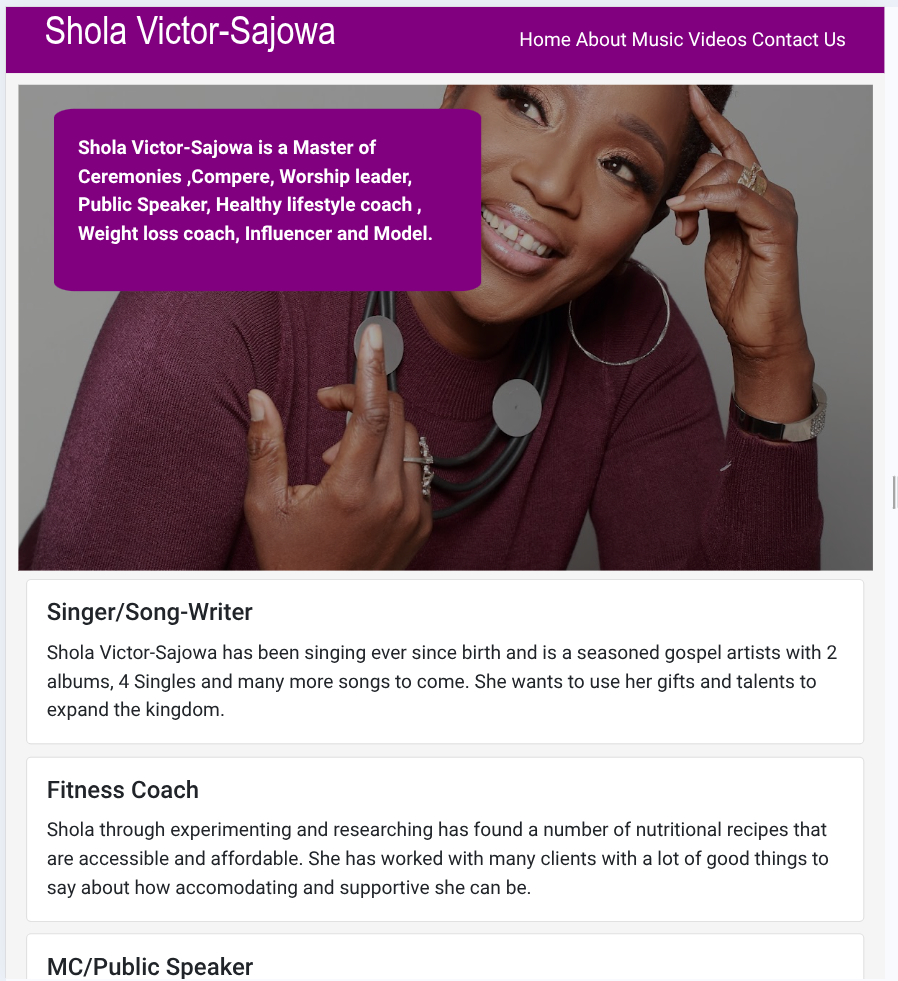 Shola Victor-Sajowa
Home About Music Videos Contact Us
Shola Victor-Sajowa is a Master of
Ceremonies ,Compere, Worship leader,
Public Speaker, Healthy lifestyle coach ,
Weight loss coach, Influencer and Model.
Singer/Song-Writer
Shola Victor-Sajowa has been singing ever since birth and is a seasoned gospel artists with 2
albums, 4 Singles and many more songs to come. She wants to use her gifts and talents to
expand the kingdom.
Fitness Coach
Shola through experimenting and researching has found a number of nutritional recipes that
are accessible and affordable. She has worked with many clients with a lot of good things to
say about how accomodating and supportive she can be.
MC/Public Speaker